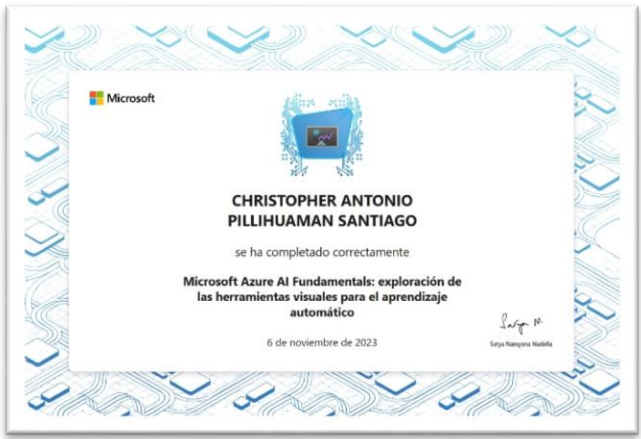 Microsoft
CHRISTOPHER ANTONIO
PILLIHUAMAN SANTIAGO
se ha completado correctamente
Microsoft Azure AI Fundamentals: exploración de
las herramientas visuales para el aprendizaje
automático
6 de noviembre de 2023
Satya M.
Satya Narayana Nadella